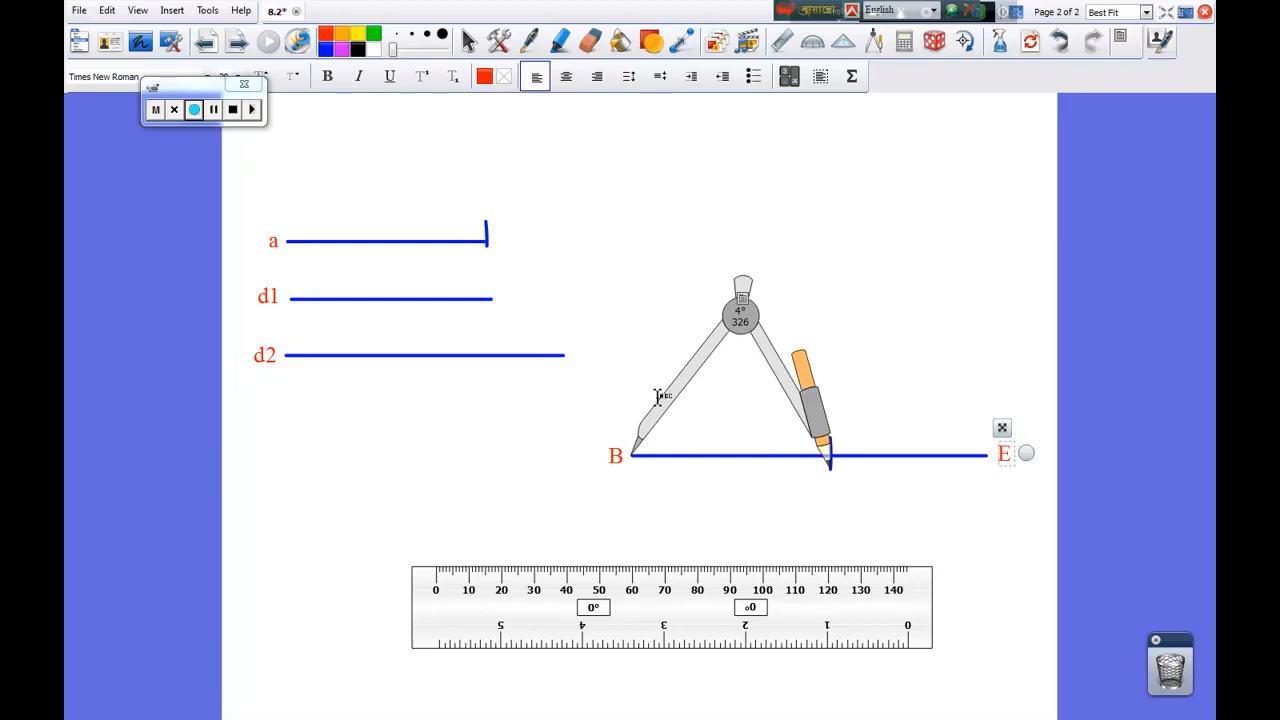 File Edit View Insert Tools Help 8.2* English Page 2 of 2 Best Fit
Times New Roman B I U T T Σ
M
a
d1
d2
4°
326
B E
0 10 20 30 40 50 60 70 80 90 100 110 120 130 140
0° 0°
5 4 3 2 1 0